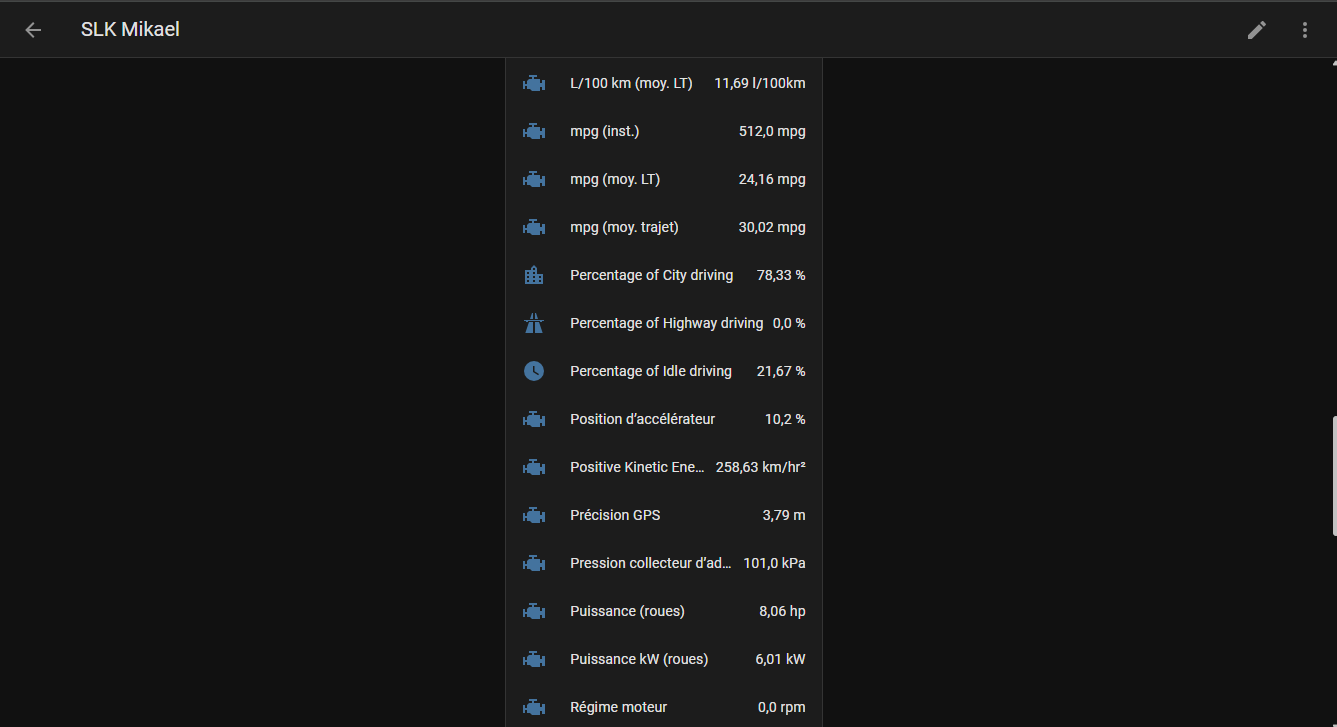 SLK Mikael
L/100 km (moy. LT) 11,69 l/100km
mpg (inst.) 512,0 mpg
mpg (moy. LT) 24,16 mpg
mpg (moy. trajet) 30,02 mpg
Percentage of City driving 78,33 %
Percentage of Highway driving 0,0 %
Percentage of Idle driving 21,67 %
Position d’accélérateur 10,2 %
Positive Kinetic Ene… 258,63 km/hr²
Précision GPS 3,79 m
Pression collecteur d’ad… 101,0 kPa
Puissance (roues) 8,06 hp
Puissance kW (roues) 6,01 kW
Régime moteur 0,0 rpm